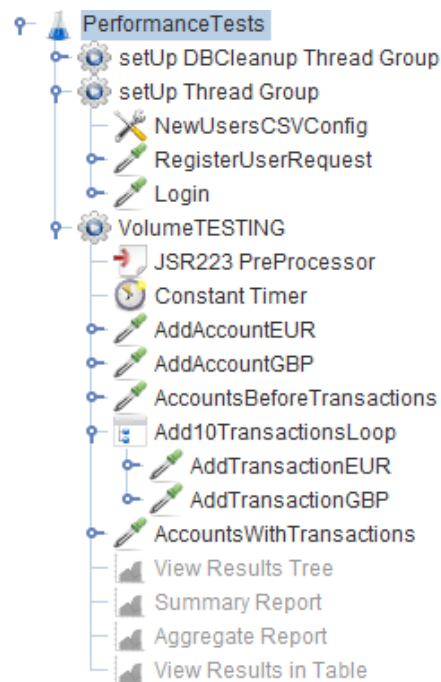 PerformanceTests
setUp DBCleanup Thread Group
setUp Thread Group
NewUsersCSVConfig
RegisterUserRequest
Login
VolumeTESTING
JSR223 PreProcessor
Constant Timer
AddAccountEUR
AddAccountGBP
AccountsBeforeTransactions
Add10TransactionsLoop
AddTransactionEUR
AddTransactionGBP
AccountsWithTransactions
View Results Tree
Summary Report
Aggregate Report
View Results in Table